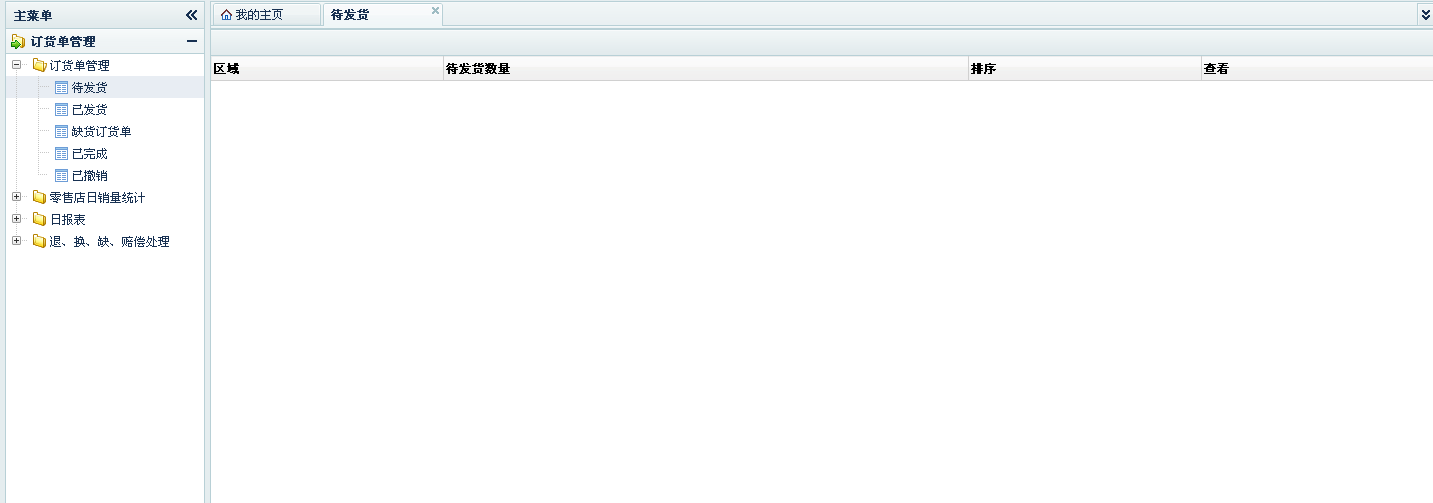 主菜单
订货单管理
订货单管理
待发货
已发货
缺货订货单
已完成
已撤销
零售店日销量统计
日报表
退、换、缺、赔偿处理
我的主页
待发货
区域
待发货数量
排序
查看